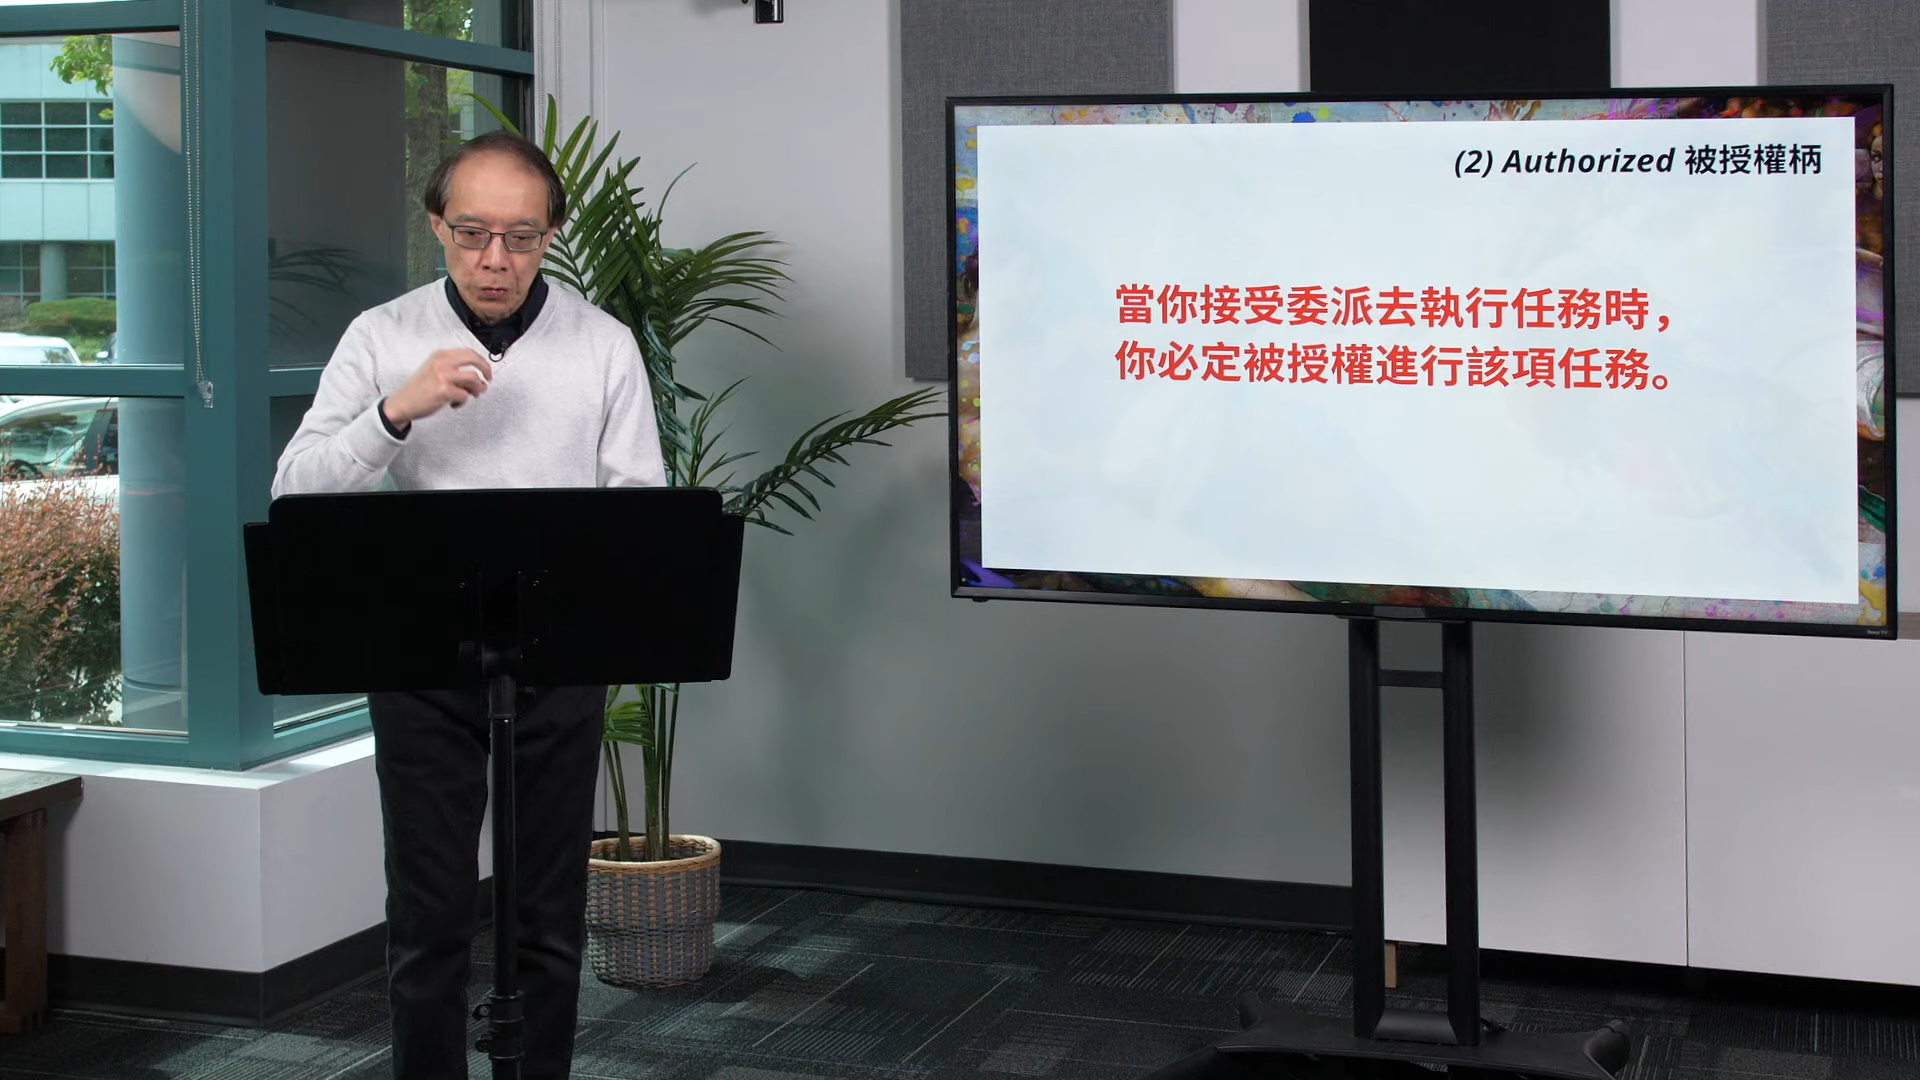 (2) Authorized 被授權柄
當你接受委派去執行任務時，
你必定被授權進行該項任務。